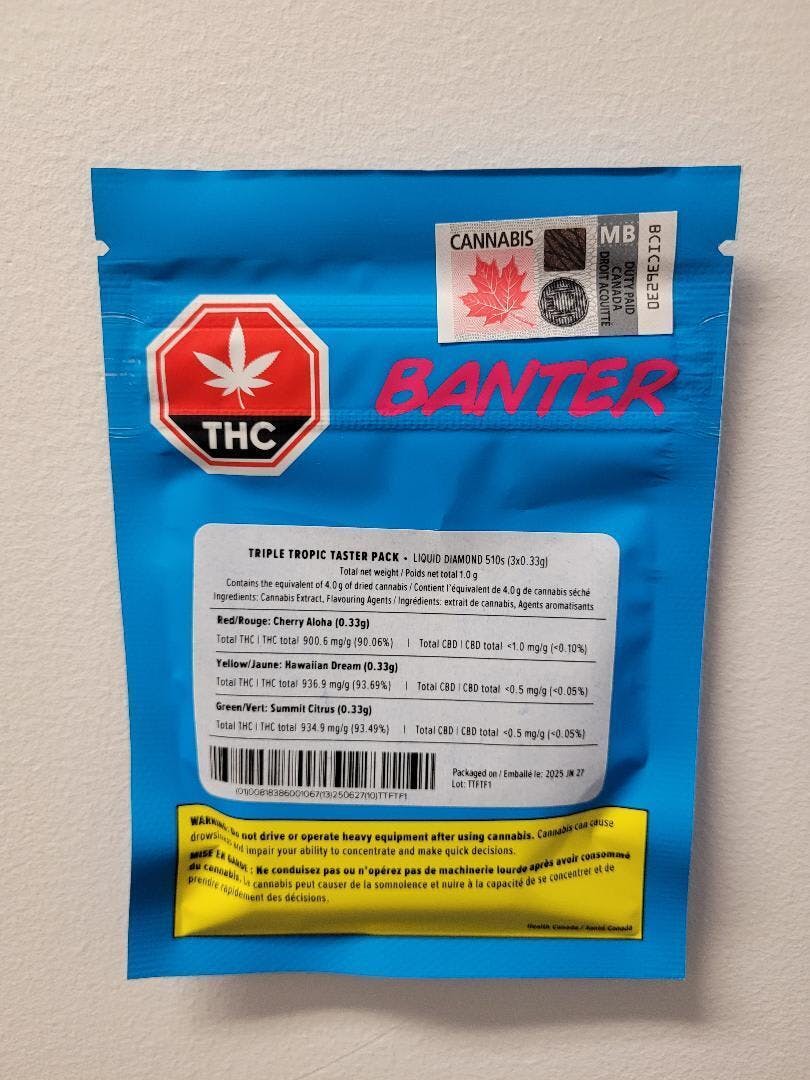 CANNABIS
MB
DUTY PAID
CANADA
DROIT ACQUITTÉ
BANTER
THC
TRIPLE TROPIC TASTER PACK • LIQUID DIAMOND 510s (3x0.33g)
Total net weight / Poids net total 1.0 g
Contains the equivalent of 4.0 g of dried cannabis / Contient l'équivalent de 4.0 g de cannabis séché
Ingredients: Cannabis Extract, Flavouring Agents / Ingrédients: extrait de cannabis, Agents aromatisants
Red/Rouge: Cherry Aloha (0.33g)
Total THC | THC total 900.6 mg/g (90.06%) | Total CBD | CBD total <1.0 mg/g (<0.10%)
Yellow/Jaune: Hawaiian Dream (0.33g)
Total THC | THC total 936.9 mg/g (93.69%) | Total CBD | CBD total <0.5 mg/g (<0.05%)
Green/Vert: Summit Citrus (0.33g)
Total THC | THC total 934.9 mg/g (93.49%) | Total CBD | CBD total <0.5 mg/g (<0.05%)
(01)00818386001067(13)250627(10)TTFTF1
Packaged on / Emballé le: 2025 JN 27
Lot: TTFTF1
WARNING: Do not drive or operate heavy equipment after using cannabis. Cannabis can cause
drowsiness and impair your ability to concentrate and make quick decisions.
MISE EN GARDE : Ne conduisez pas ou n'opérez pas de machinerie lourde après avoir consommé
du cannabis. Le cannabis peut causer de la somnolence et nuire à la capacité de se concentrer et de
prendre rapidement des décisions.
Health Canada / Santé Canada